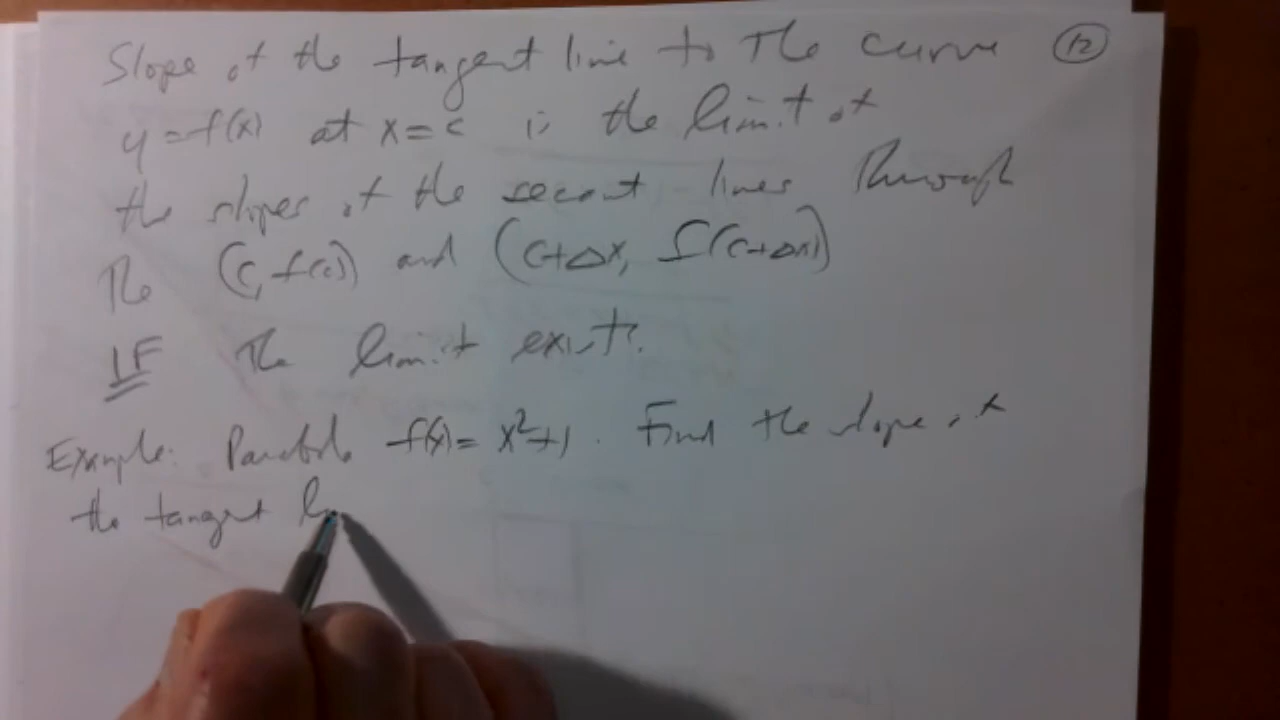 Slope of the tangent line to the curve (12)
y = f(x) at x = c is the limit of
the slopes of the secant lines through
the (c, f(c)) and (c+Δx, f(c+Δx))
IF the limit exists.
Example: Parabola f(x) = x²+1. Find the slope of
the tangent